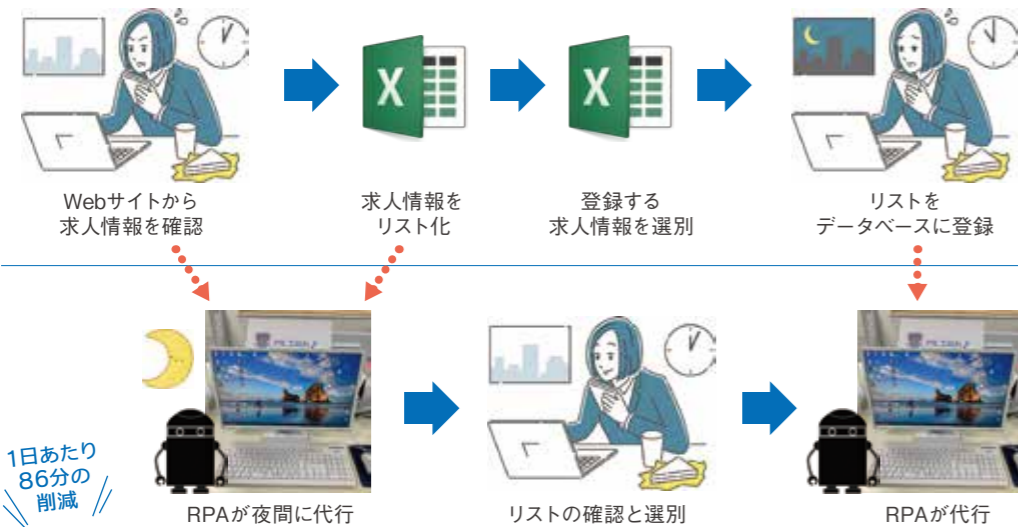 Webサイトから
求人情報を確認
求人情報を
リスト化
登録する
求人情報を選別
リストを
データベースに登録
X
X
1日あたり
86分の
削減
RPAが夜間に代行
リストの確認と選別
RPAが代行